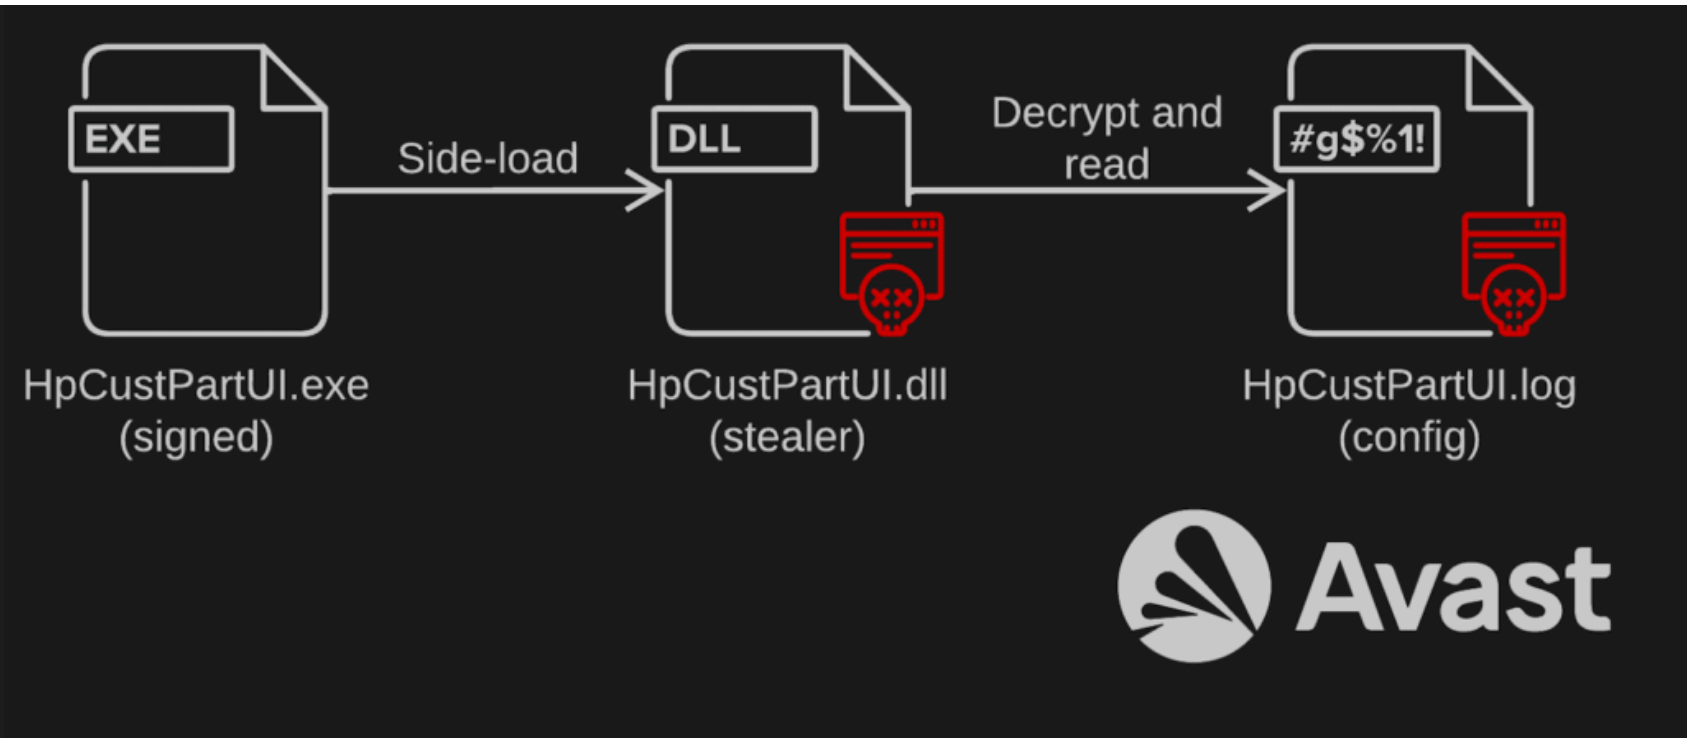 EXE
Side-load
DLL
Decrypt and
read
#g$%1!
HpCustPartUI.exe
(signed)
HpCustPartUI.dll
(stealer)
HpCustPartUI.log
(config)
Avast